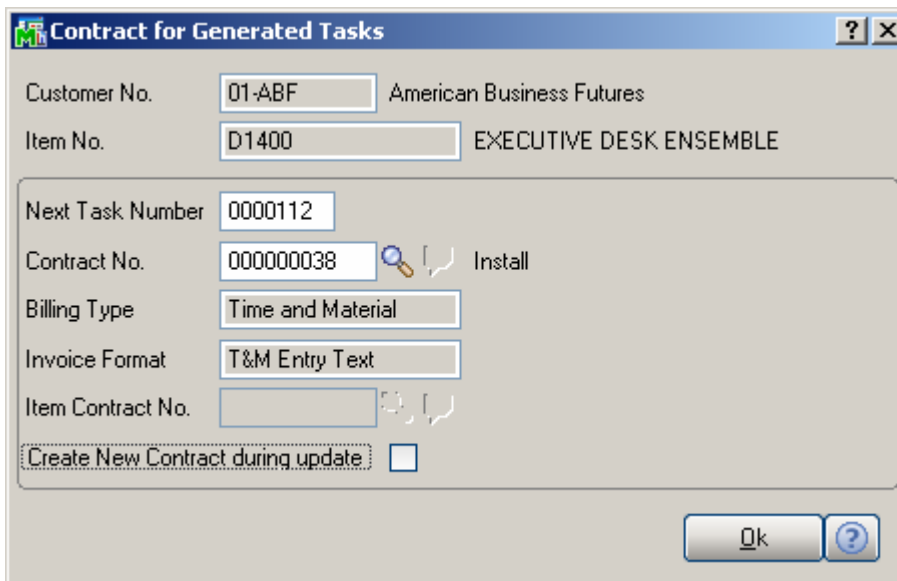 Contract for Generated Tasks
Customer No. 01-ABF American Business Futures
Item No. D1400 EXECUTIVE DESK ENSEMBLE
Next Task Number 0000112
Contract No. 000000038 Install
Billing Type Time and Material
Invoice Format T&M Entry Text
Item Contract No.
Create New Contract during update
Ok